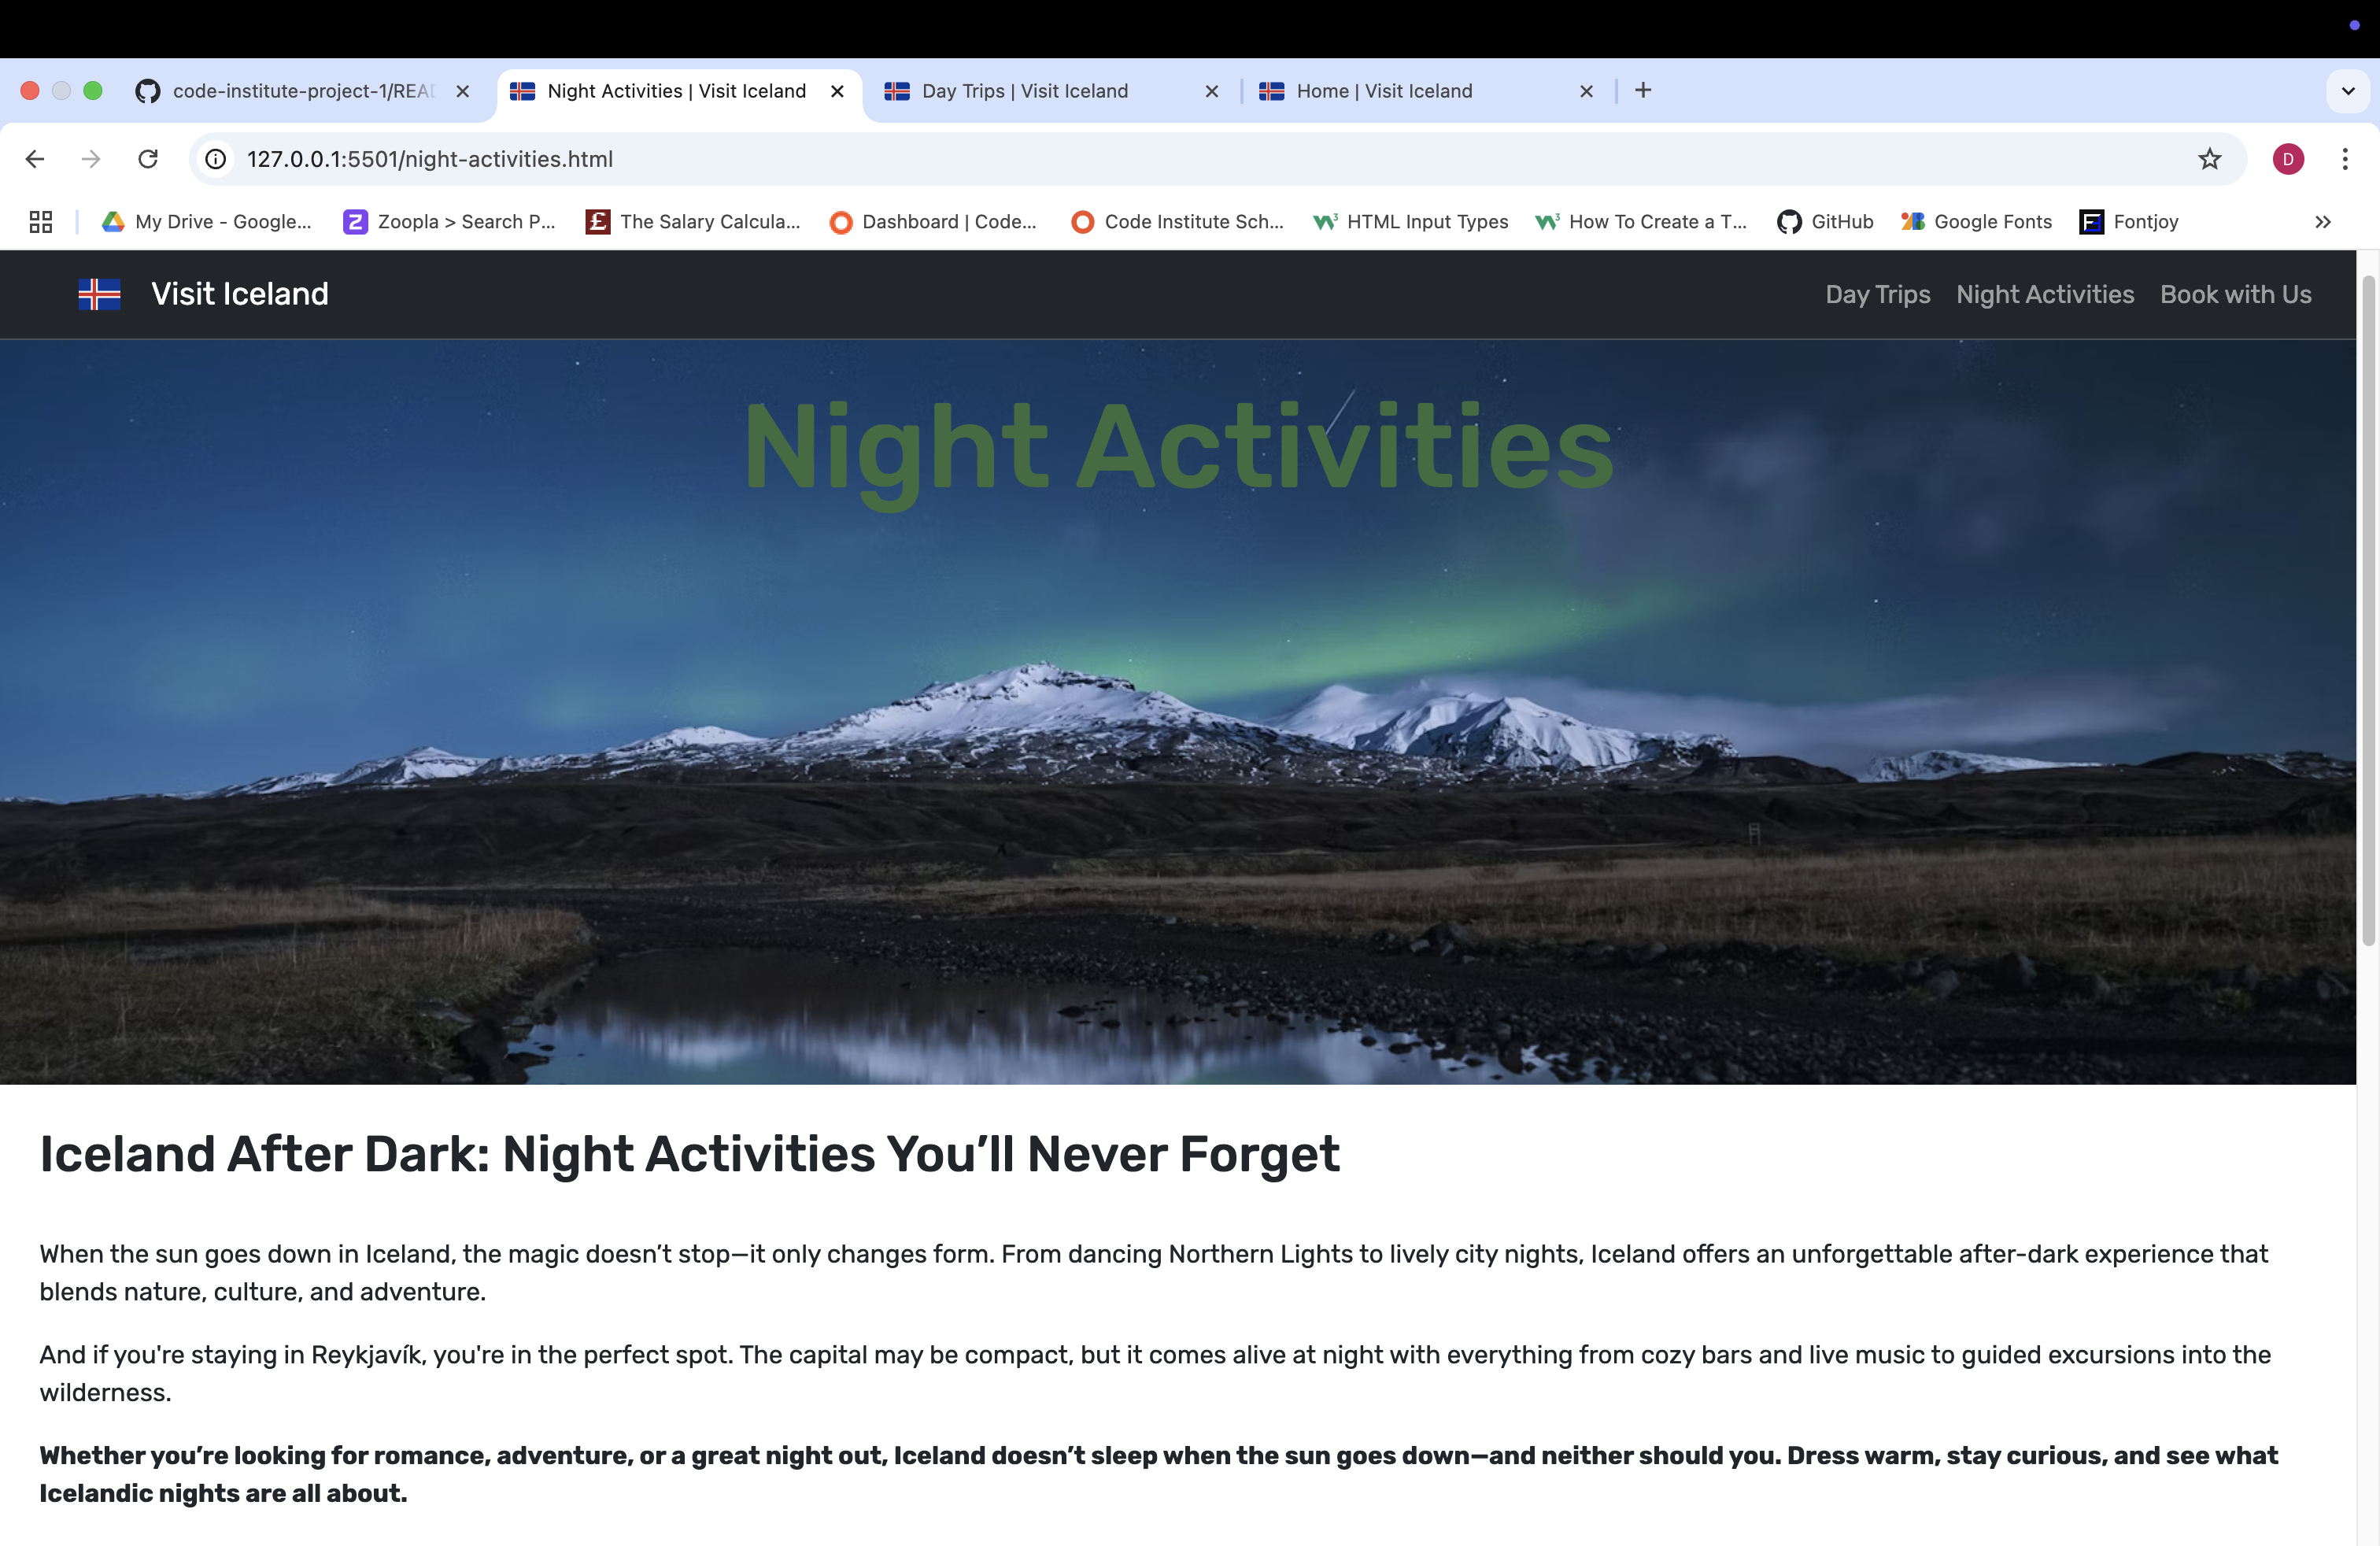 code-institute-project-1/REA
Night Activities | Visit Iceland
Day Trips | Visit Iceland
Home | Visit Iceland
127.0.0.1:5501/night-activities.html
D
My Drive - Google...
Zoopla > Search P...
The Salary Calcula...
Dashboard | Code...
Code Institute Sch...
HTML Input Types
How To Create a T...
GitHub
Google Fonts
Fontjoy
Visit Iceland
Day Trips
Night Activities
Book with Us
Night Activities
Iceland After Dark: Night Activities You’ll Never Forget
When the sun goes down in Iceland, the magic doesn’t stop—it only changes form. From dancing Northern Lights to lively city nights, Iceland offers an unforgettable after-dark experience that
blends nature, culture, and adventure.
And if you're staying in Reykjavík, you're in the perfect spot. The capital may be compact, but it comes alive at night with everything from cozy bars and live music to guided excursions into the
wilderness.
Whether you’re looking for romance, adventure, or a great night out, Iceland doesn’t sleep when the sun goes down—and neither should you. Dress warm, stay curious, and see what
Icelandic nights are all about.